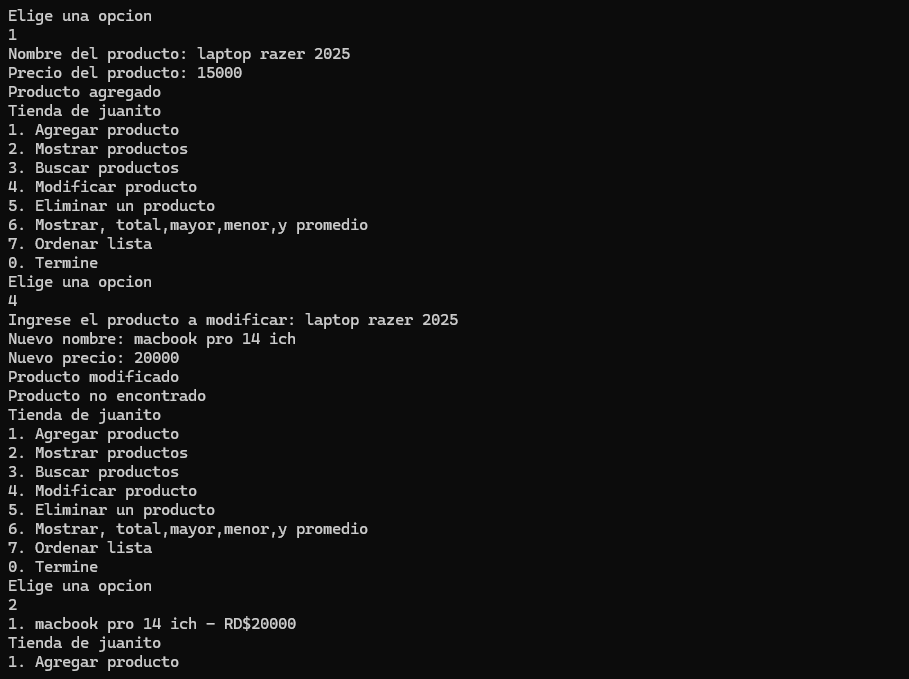 Elige una opcion
1
Nombre del producto: laptop razer 2025
Precio del producto: 15000
Producto agregado
Tienda de juanito
1. Agregar producto
2. Mostrar productos
3. Buscar productos
4. Modificar producto
5. Eliminar un producto
6. Mostrar, total,mayor,menor,y promedio
7. Ordenar lista
0. Termine
Elige una opcion
4
Ingrese el producto a modificar: laptop razer 2025
Nuevo nombre: macbook pro 14 ich
Nuevo precio: 20000
Producto modificado
Producto no encontrado
Tienda de juanito
1. Agregar producto
2. Mostrar productos
3. Buscar productos
4. Modificar producto
5. Eliminar un producto
6. Mostrar, total,mayor,menor,y promedio
7. Ordenar lista
0. Termine
Elige una opcion
2
1. macbook pro 14 ich - RD$20000
Tienda de juanito
1. Agregar producto